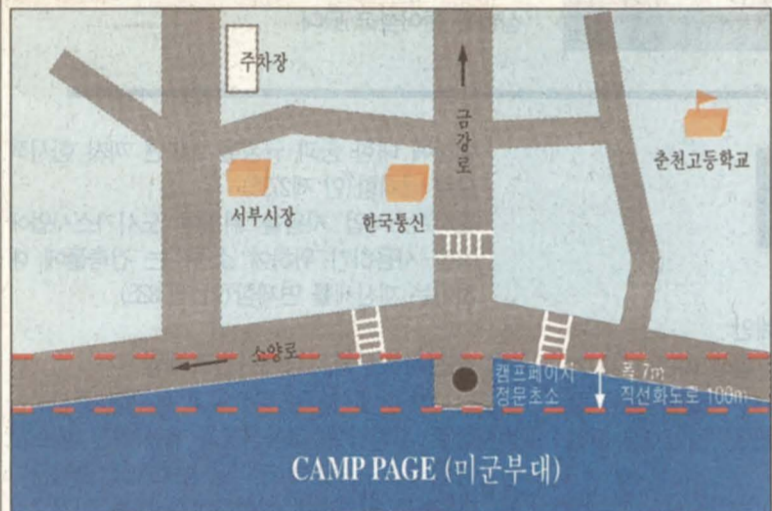 주차장
금강로
춘천고등학교
서부시장
한국통신
소양로
캠프페이지
정문초소
폭 7m
직선화도로 100m
CAMP PAGE (미군부대)